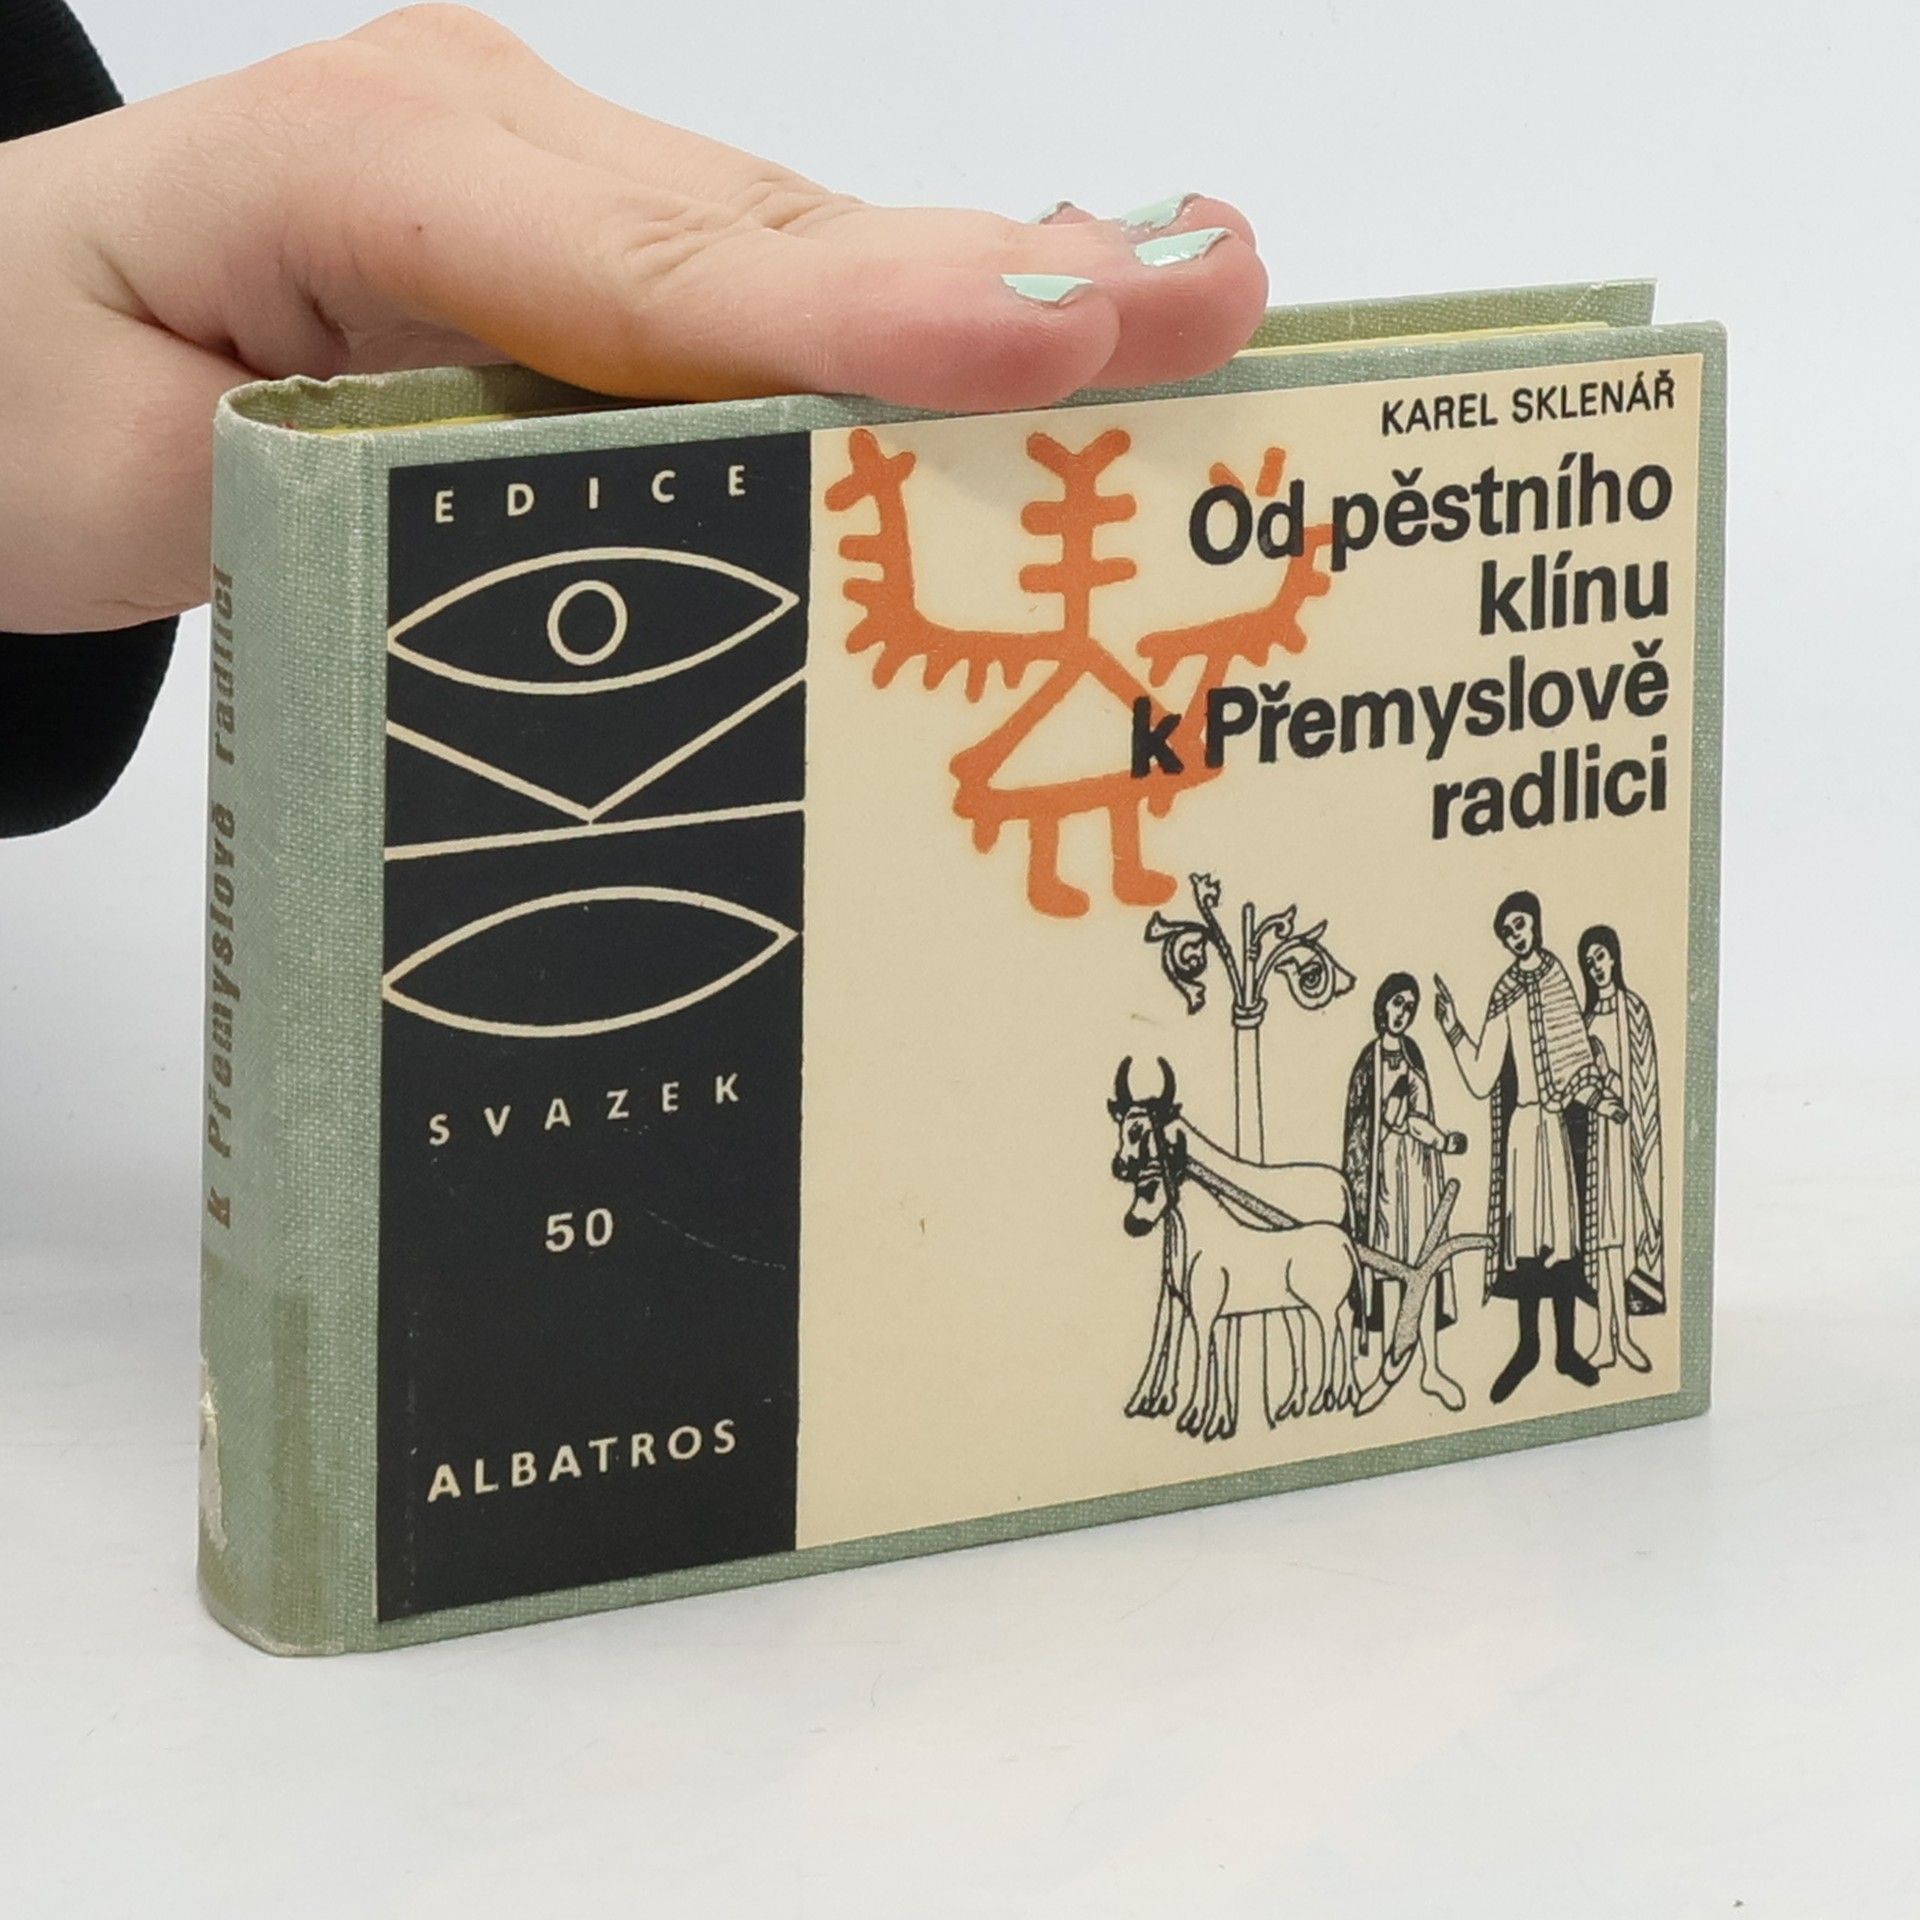 KAREL SKLENÁŘ
Od pěstního
klínu
k Přemyslově
radlici
EDICE
SVAZEK
50
ALBATROS
k Přemyslově radlici